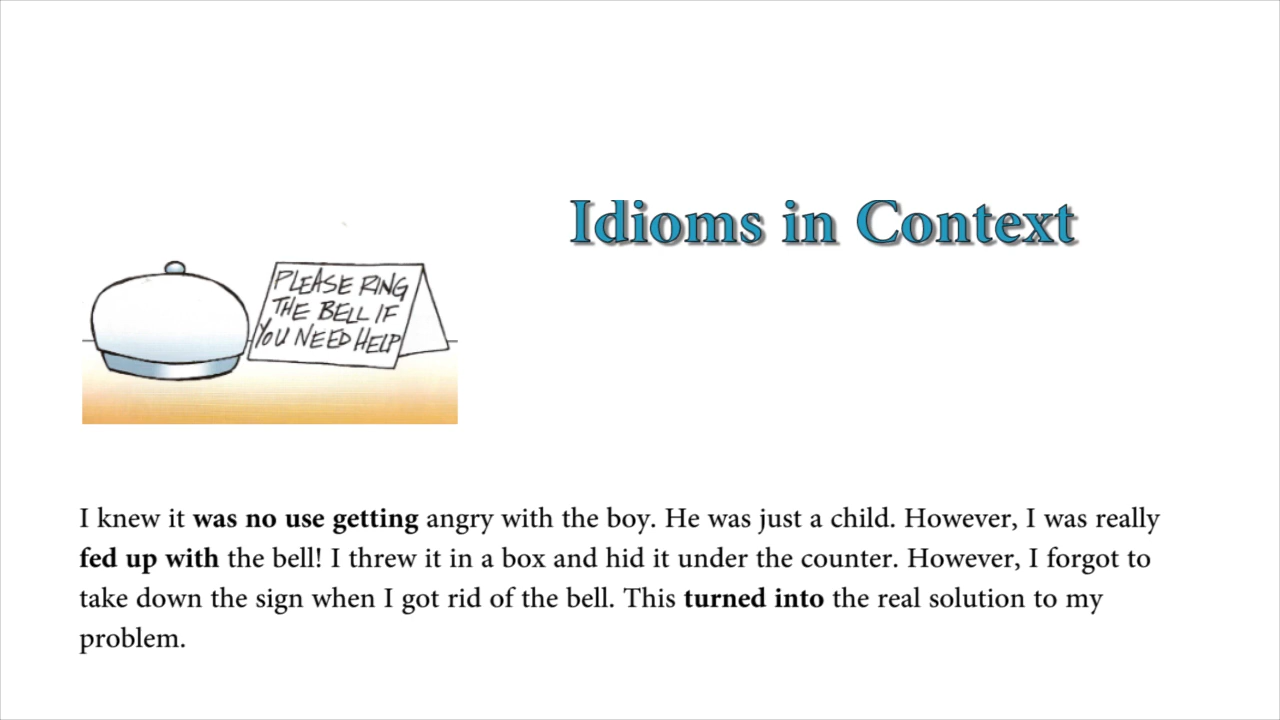 Idioms in Context
PLEASE RING
THE BELL IF
YOU NEED HELP
I knew it was no use getting angry with the boy. He was just a child. However, I was really
fed up with the bell! I threw it in a box and hid it under the counter. However, I forgot to
take down the sign when I got rid of the bell. This turned into the real solution to my
problem.